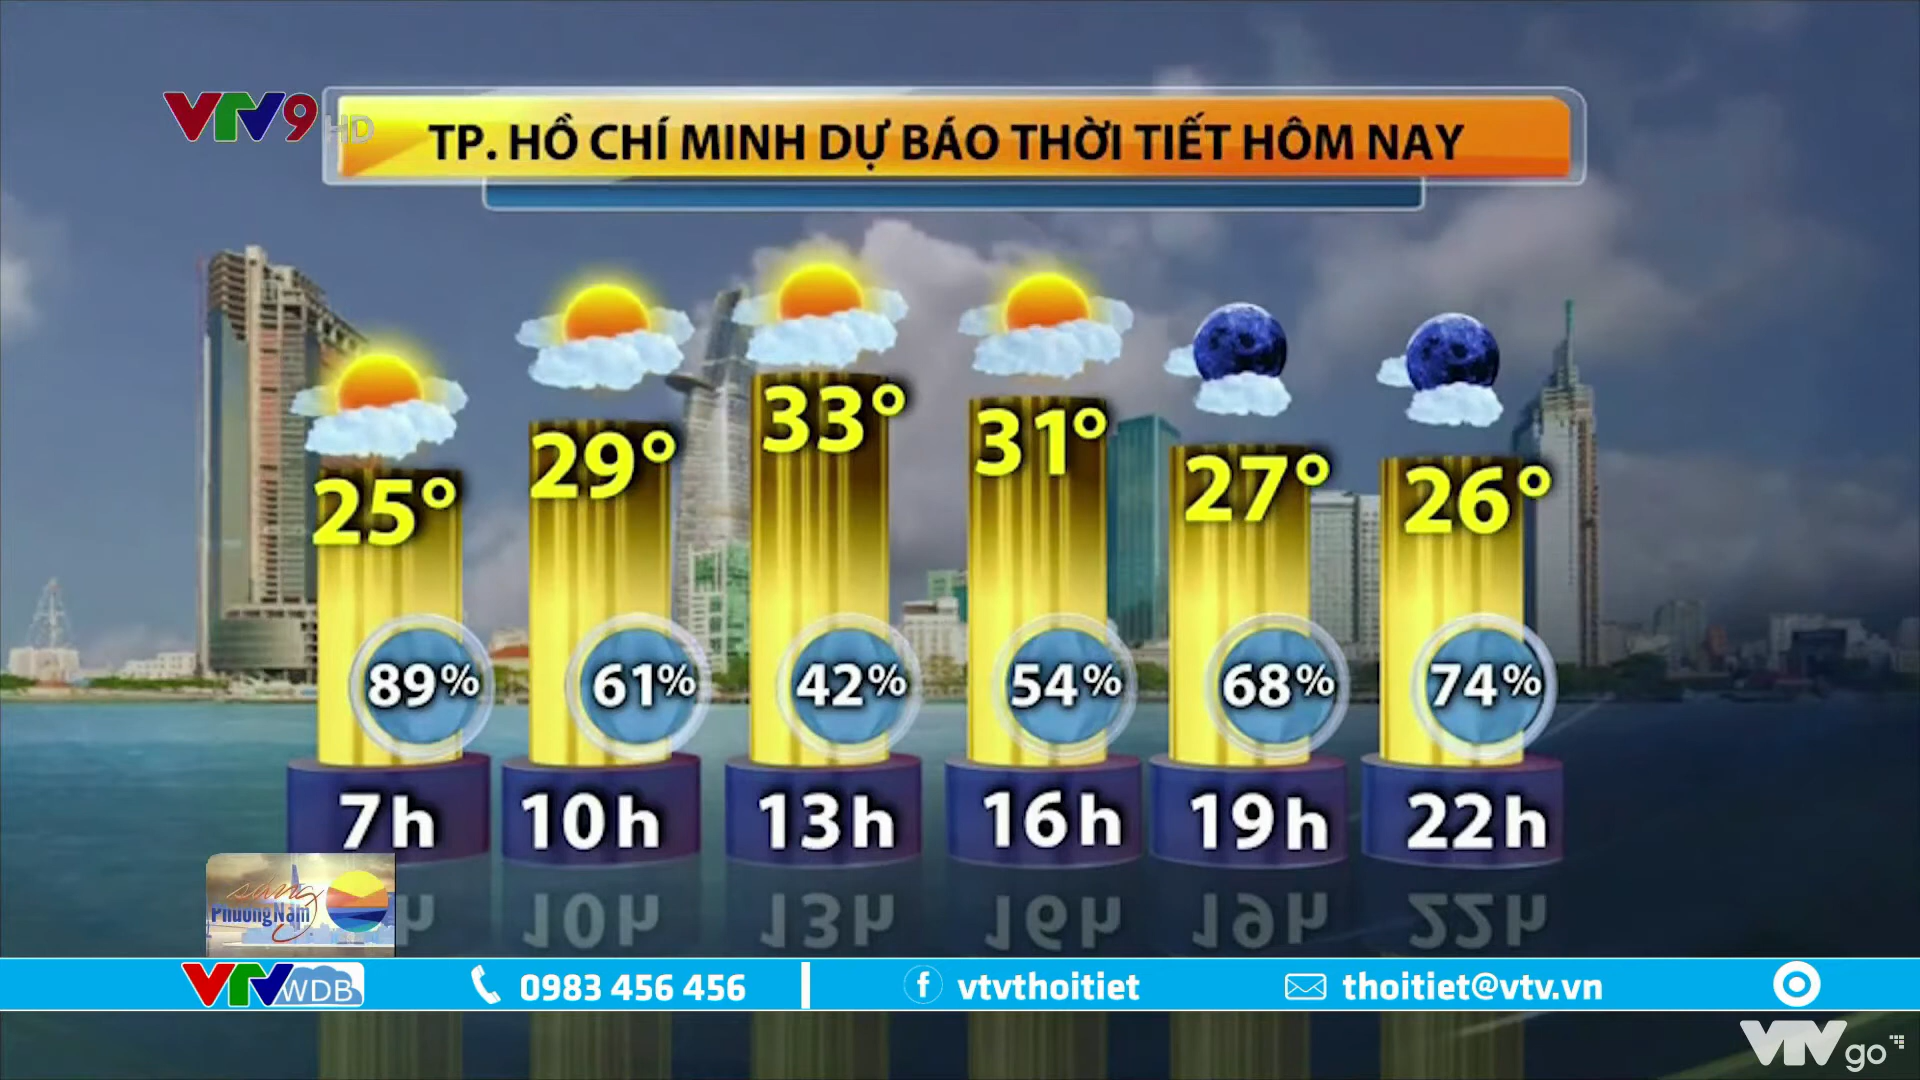 VTV9
HD
TP. HỒ CHÍ MINH DỰ BÁO THỜI TIẾT HÔM NAY
25° 29° 33° 31° 27° 26°
89% 61% 42% 54% 68% 74%
7h 10h 13h 16h 19h 22h
sáng
Phương Nam
VTV WDB 0983 456 456 vtvthoitiet thoitiet@vtv.vn
VTV go